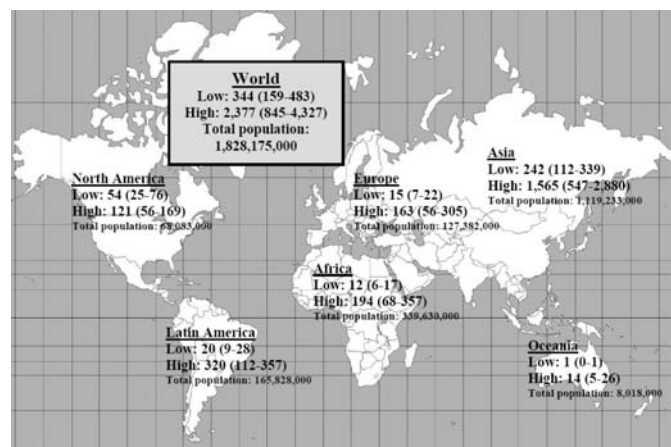 World
Low: 344 (159-483)
High: 2,377 (845-4,327)
Total population:
1,828,175,000
North America
Low: 54 (25-76)
High: 121 (56-169)
Total population: 68,083,000
Europe
Low: 15 (7-22)
High: 163 (56-305)
Total population: 127,382,000
Asia
Low: 242 (112-339)
High: 1,565 (547-2,880)
Total population: 1,119,233,000
Africa
Low: 12 (6-17)
High: 194 (68-357)
Total population: 339,630,000
Latin America
Low: 20 (9-28)
High: 320 (112-357)
Total population: 165,828,000
Oceania
Low: 1 (0-1)
High: 14 (5-26)
Total population: 8,018,000